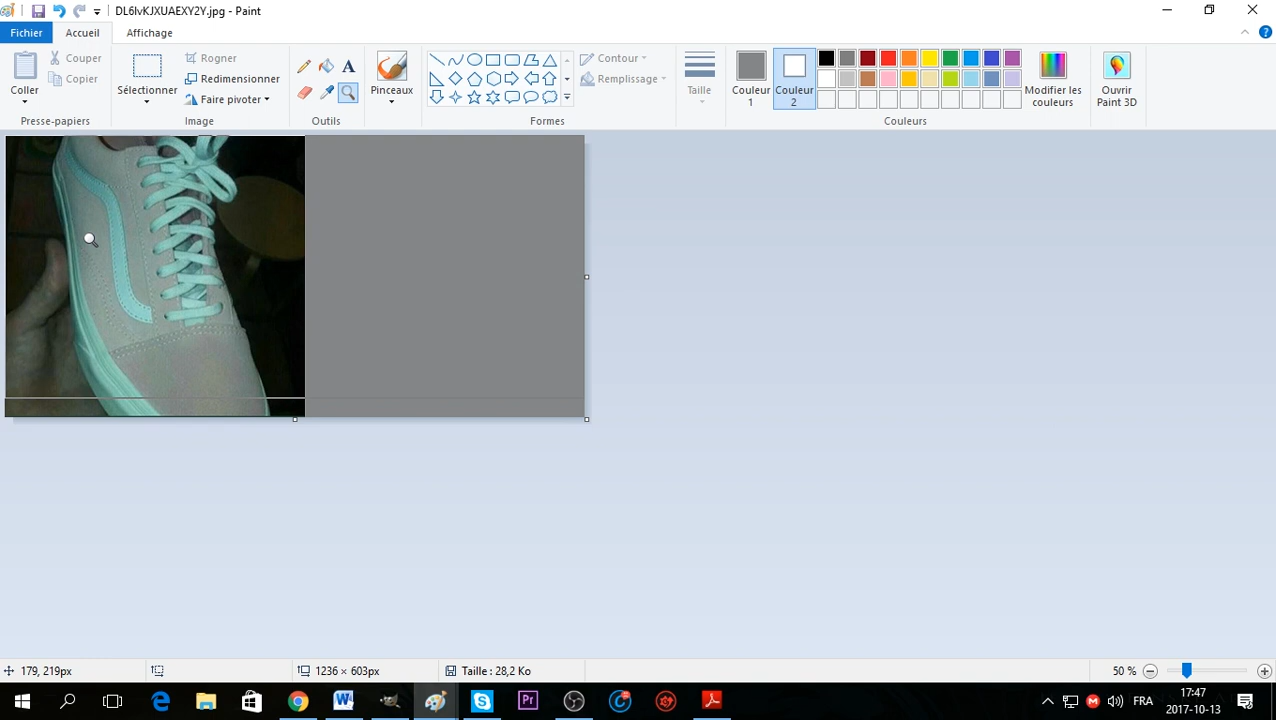 DL6lvKJXUAEXY2Y.jpg - Paint
Fichier Accueil Affichage
Coller
Couper
Copier
Presse-papiers
Sélectionner
Rogner
Redimensionner
Faire pivoter
Image
A
Outils
Pinceaux
Contour
Remplissage
Formes
Taille
Couleur 1
Couleur 2
Modifier les couleurs
Couleurs
Ouvrir Paint 3D
179, 219px
1236 × 603px
Taille : 28,2 Ko
50 %
FRA
17:47
2017-10-13